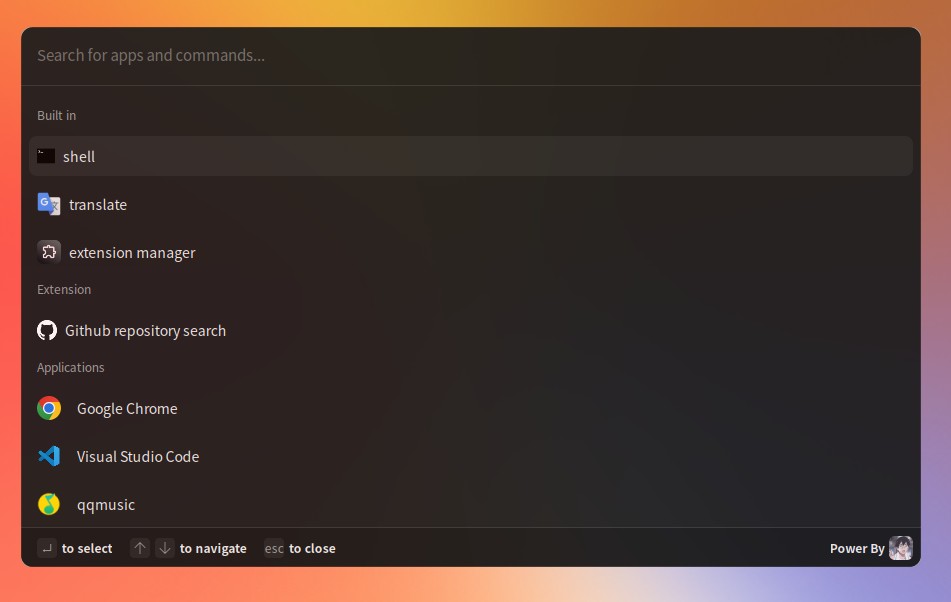 Search for apps and commands...
Built in
shell
translate
extension manager
Extension
Github repository search
Applications
Google Chrome
Visual Studio Code
qqmusic
↵ to select ↑ ↓ to navigate esc to close Power By